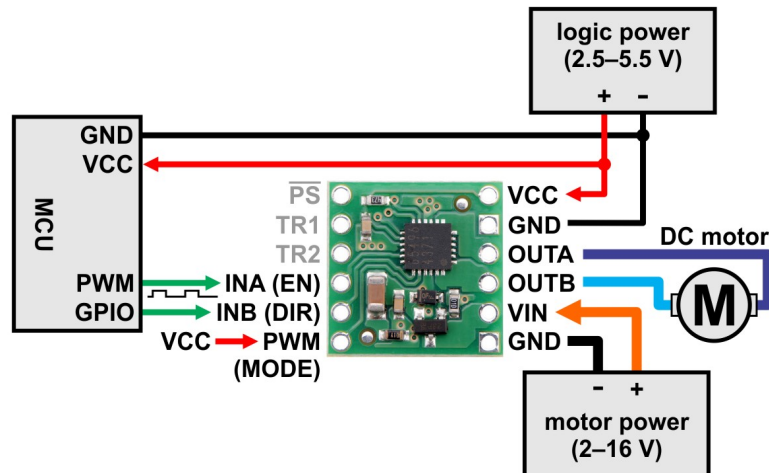 logic power
(2.5–5.5 V)
+ -
GND
VCC
MCU
PWM
GPIO
PS
TR1
TR2
INA (EN)
INB (DIR)
VCC
PWM
(MODE)
VCC
GND
OUTA
OUTB
VIN
GND
DC motor
M
- +
motor power
(2–16 V)